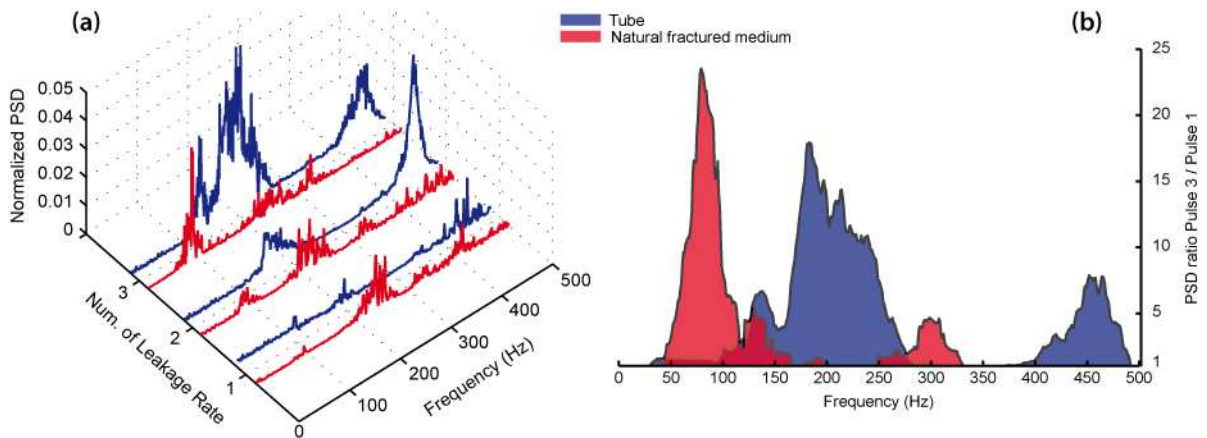 (a)
Normalized PSD
0.05
0.04
0.03
0.02
0.01
0
3
2
1
Num. of Leakage Rate
0
100
200
300
400
500
Frequency (Hz)
Tube
Natural fractured medium
(b)
25
20
15
10
5
1
PSD ratio Pulse 3 / Pulse 1
0 50 100 150 200 250 300 350 400 450 500
Frequency (Hz)